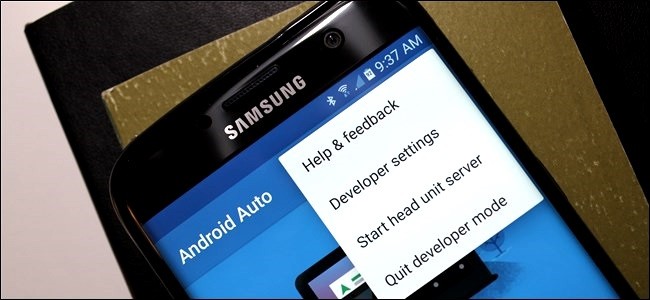 SAMSUNG
9:37 AM
Android Auto
Help & feedback
Developer settings
Start head unit server
Quit developer mode